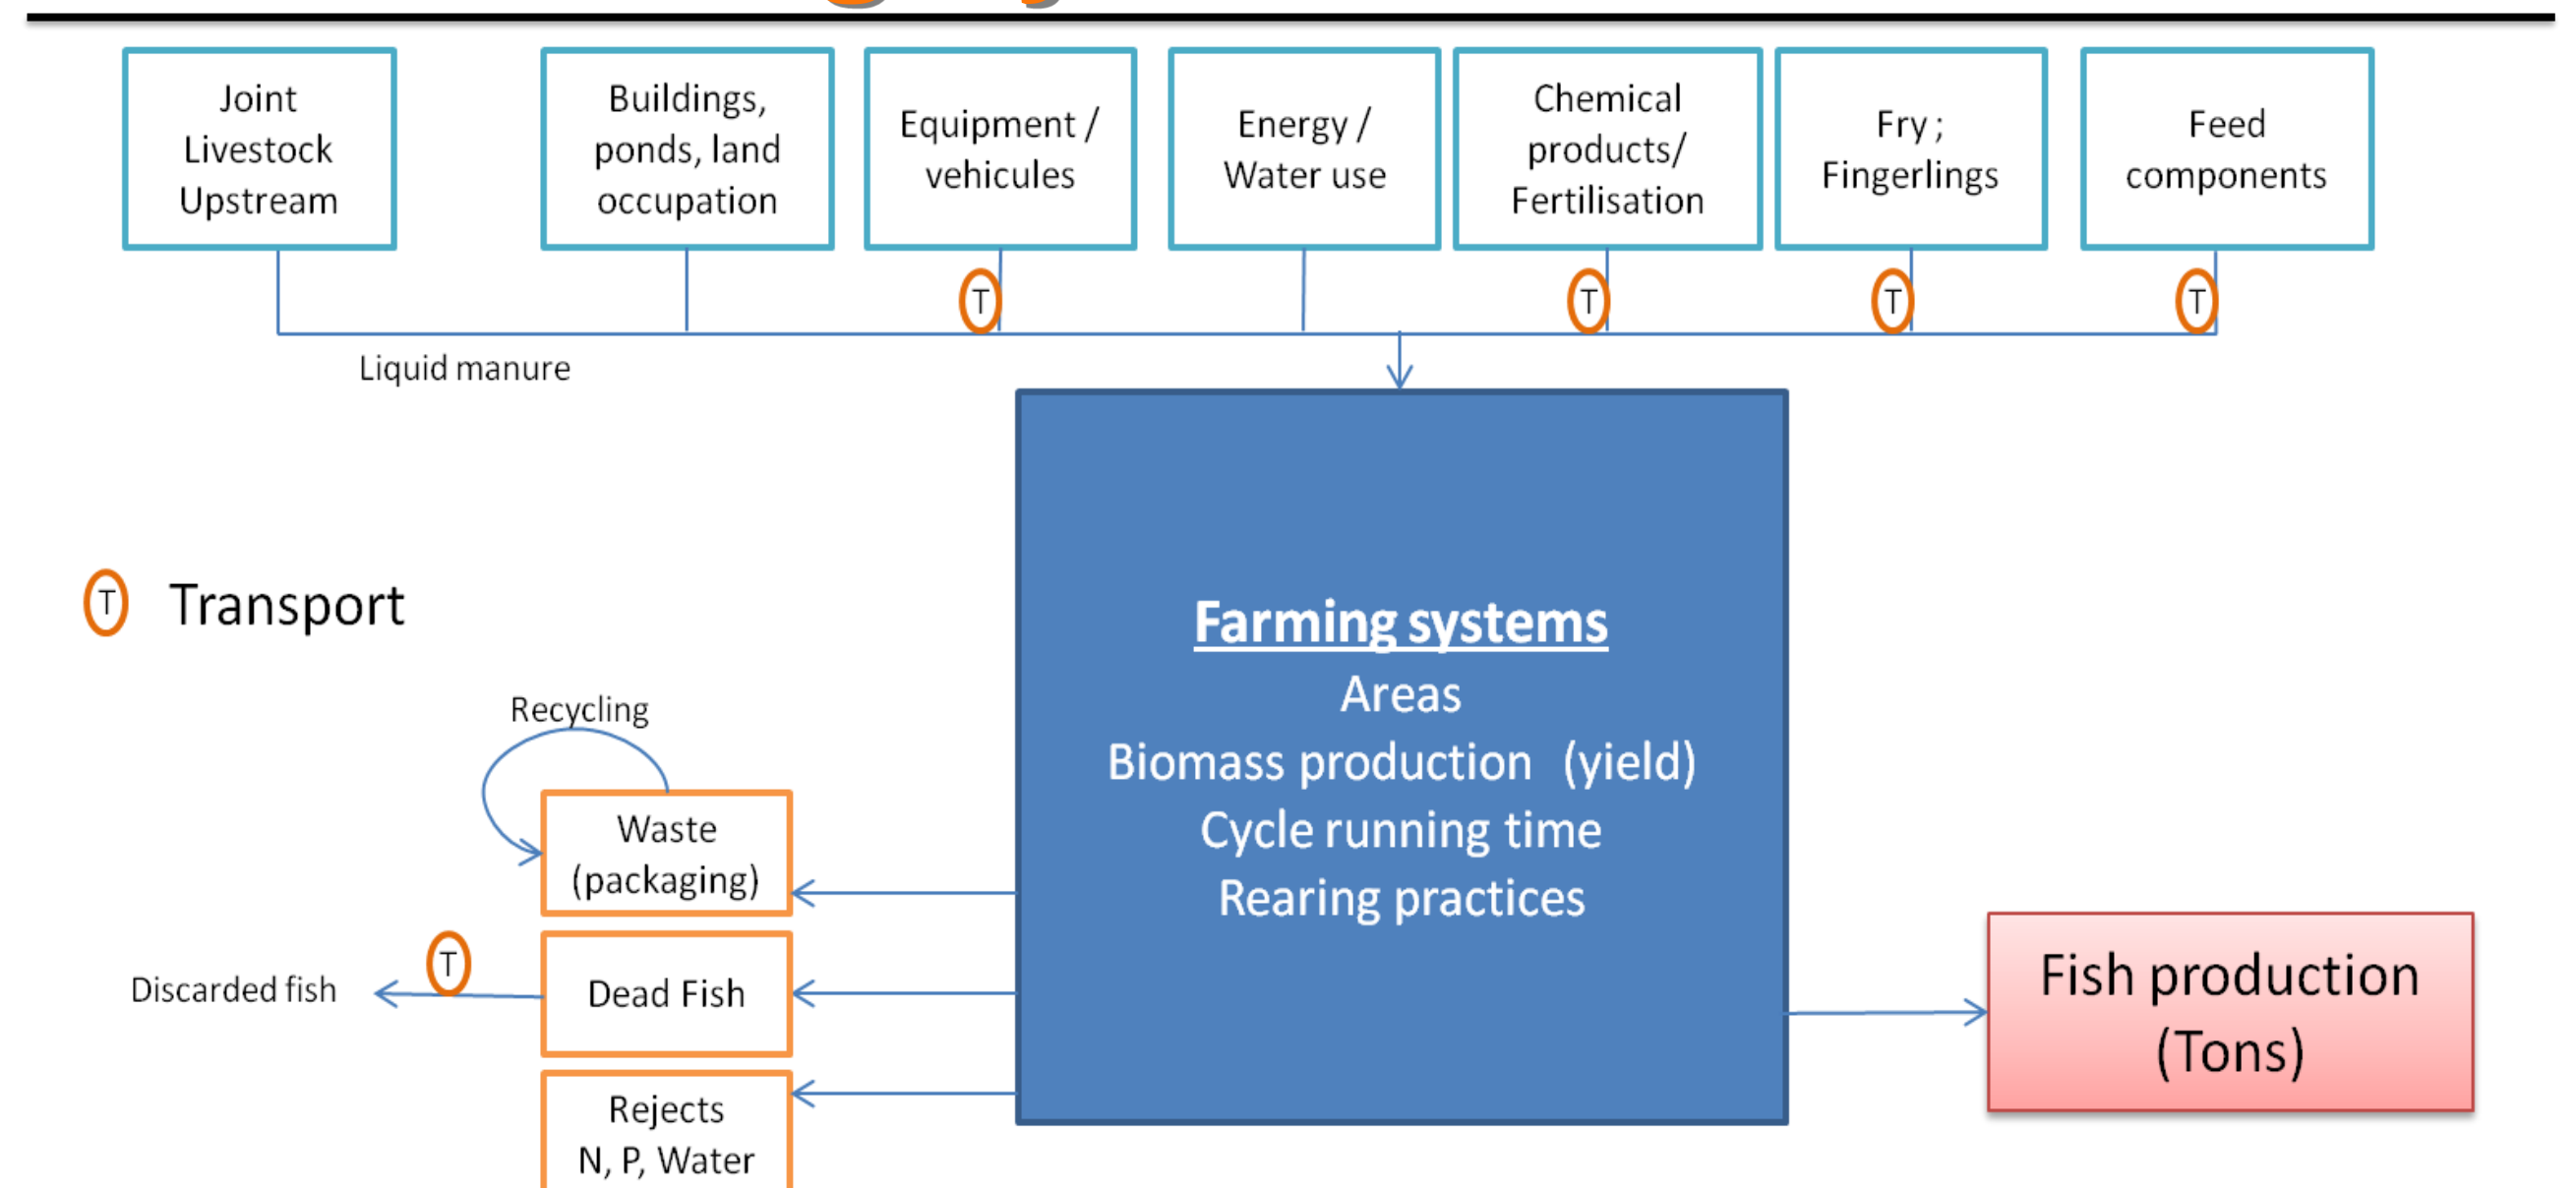 Joint
Livestock
Upstream
Buildings,
ponds, land
occupation
Equipment /
vehicules
Energy /
Water use
Chemical
products/
Fertilisation
Fry ;
Fingerlings
Feed
components
T
T
T
T
Liquid manure
T Transport
Farming systems
Areas
Biomass production (yield)
Cycle running time
Rearing practices
Recycling
Waste
(packaging)
T
Discarded fish
Dead Fish
Rejects
N, P, Water
Fish production
(Tons)